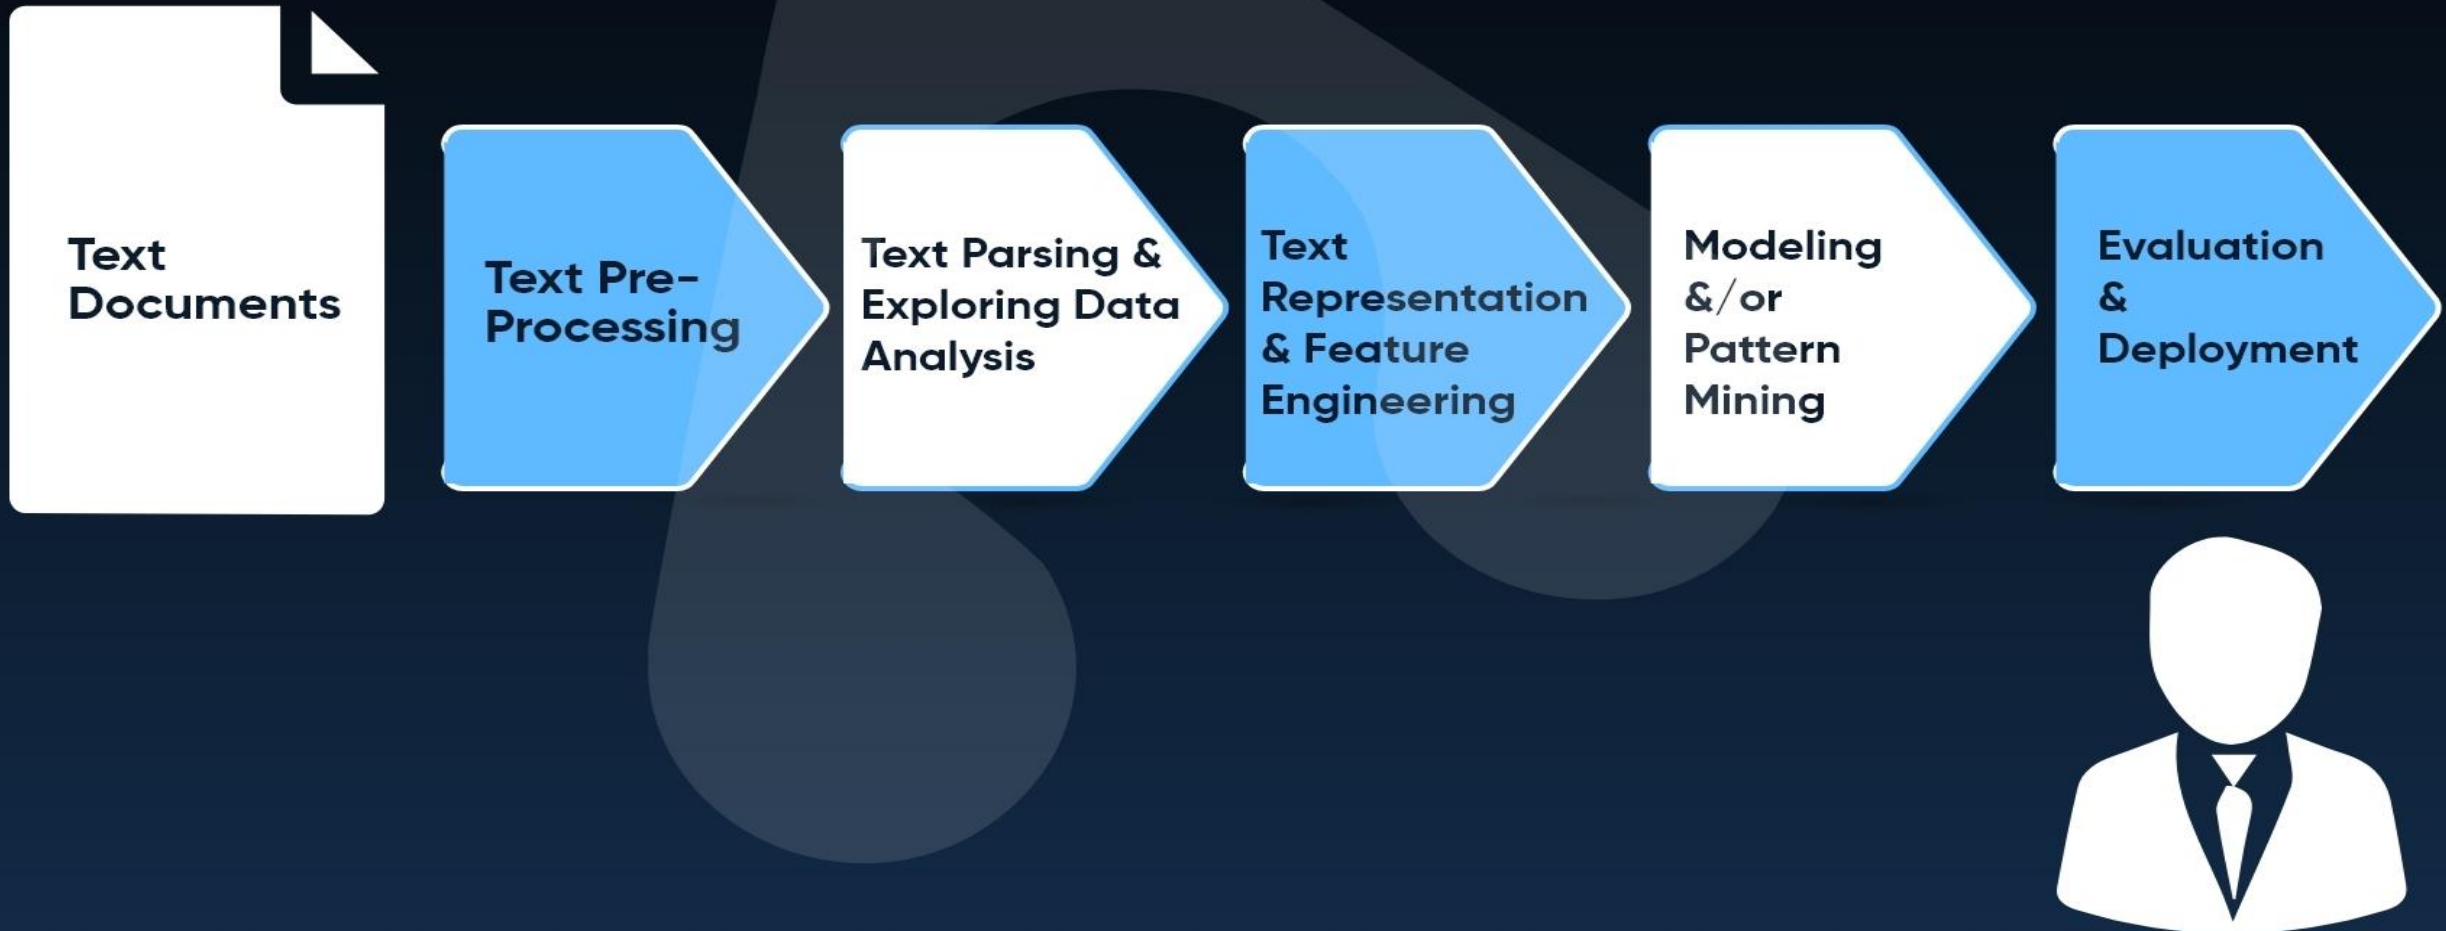 Text
Documents
Text Pre-
Processing
Text Parsing &
Exploring Data
Analysis
Text
Representation
& Feature
Engineering
Modeling
&/or
Pattern
Mining
Evaluation
&
Deployment